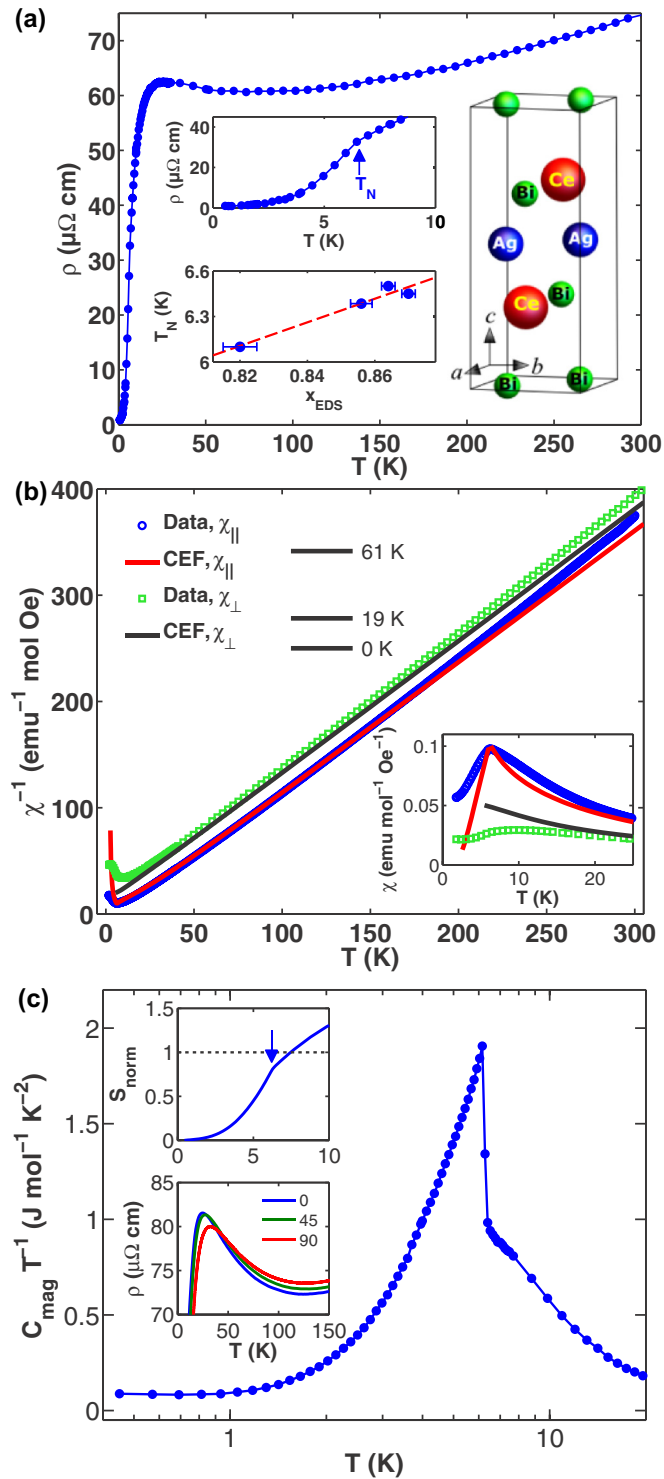 (a)
70
60
50
40
30
20
10
0
ρ (μΩ cm)
0 50 100 150 200 250 300
T (K)
40
20
0
ρ (μΩ cm)
T_N
0 5 10
T (K)
6.6
6.3
6
T_N (K)
0.82 0.84 0.86
x_EDS
Ce
Bi
Ag Ag
Ce Bi
c
a b
Bi Bi
(b)
400
300
200
100
0
χ⁻¹ (emu⁻¹ mol Oe)
Data, χ_||
CEF, χ_||
Data, χ_⊥
CEF, χ_⊥
61 K
19 K
0 K
0.1
0.05
0
χ (emu mol⁻¹ Oe⁻¹)
0 10 20
T (K)
0 50 100 150 200 250 300
T (K)
(c)
2
1.5
1
0.5
0
C_mag T⁻¹ (J mol⁻¹ K⁻²)
1.5
1
0.5
0
S_norm
0 5 10
85
80
75
70
ρ (μΩ cm)
0
45
90
0 50 100 150
T (K)
1 10
T (K)